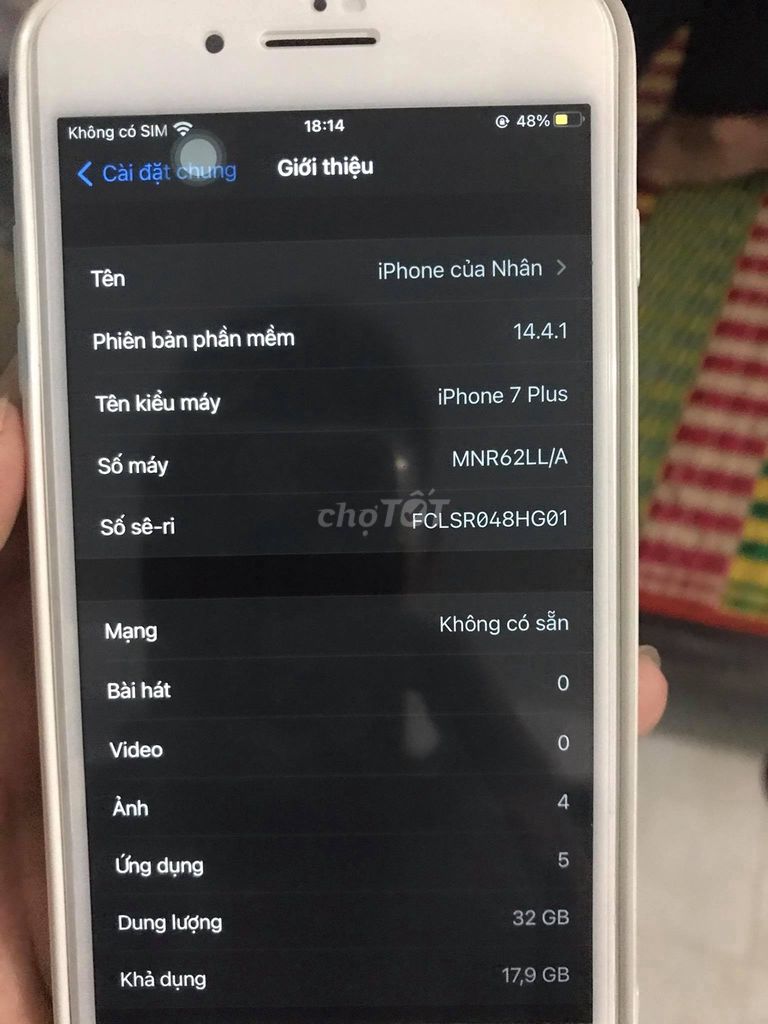 Không có SIM 18:14 48%
Cài đặt chung Giới thiệu
Tên iPhone của Nhân
Phiên bản phần mềm 14.4.1
Tên kiểu máy iPhone 7 Plus
Số máy MNR62LL/A
Số sê-ri FCLSR048HG01
chợTỐT
Mạng Không có sẵn
Bài hát 0
Video 0
Ảnh 4
Ứng dụng 5
Dung lượng 32 GB
Khả dụng 17,9 GB